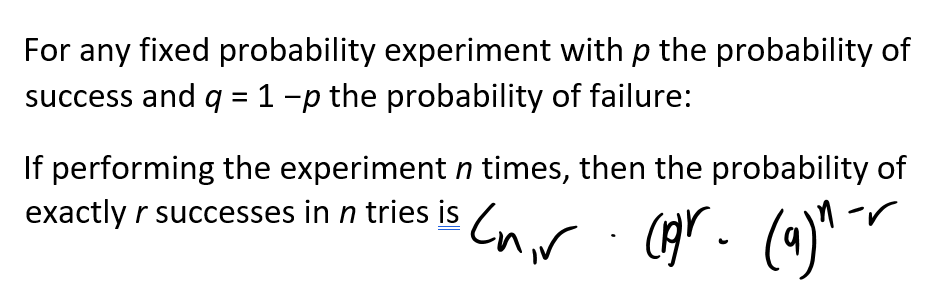 For any fixed probability experiment with p the probability of
success and q = 1 –p the probability of failure:
If performing the experiment n times, then the probability of
exactly r successes in n tries is Cn,r · (p)^r · (q)^n-r